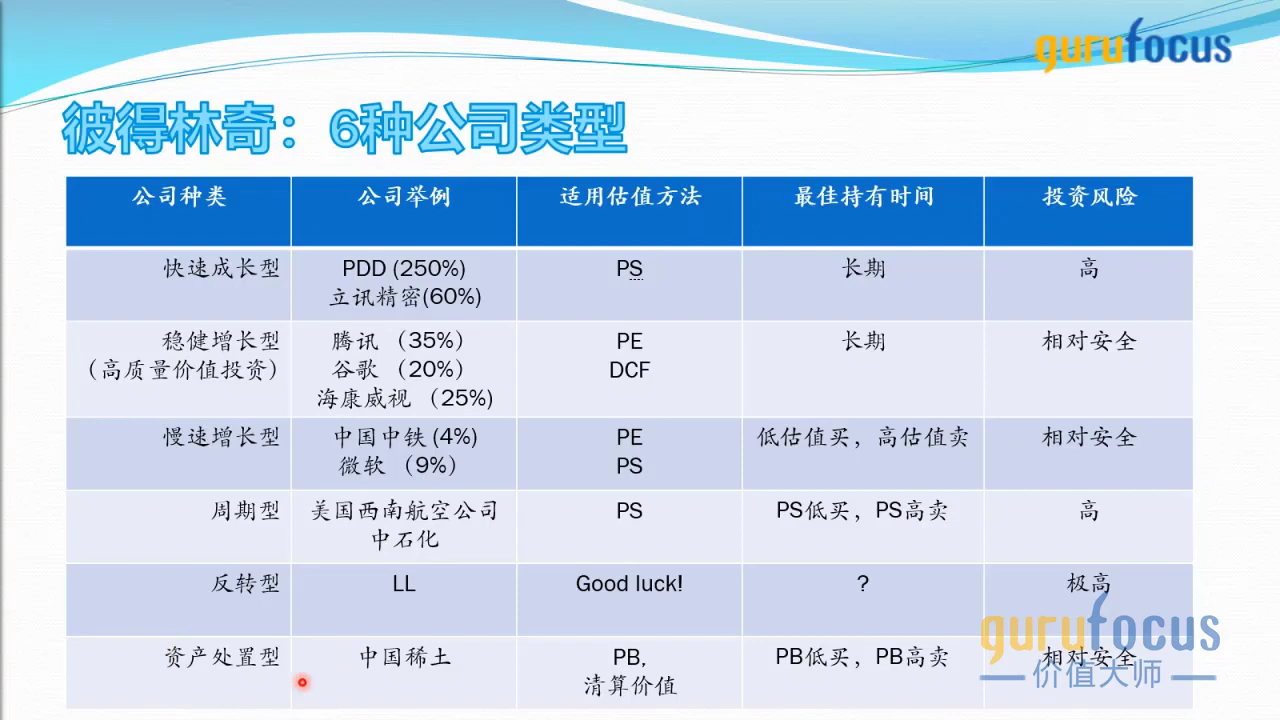 gurufocus
彼得林奇：6种公司类型
公司种类 公司举例 适用估值方法 最佳持有时间 投资风险
快速成长型 PDD (250%) PS 长期 高
立讯精密(60%)
稳健增长型 腾讯 （35%） PE 长期 相对安全
（高质量价值投资） 谷歌 （20%） DCF
海康威视 （25%)
慢速增长型 中国中铁 (4%) PE 低估值买，高估值卖 相对安全
微软 （9%） PS
周期型 美国西南航空公司 PS PS低买，PS高卖 高
中石化
反转型 LL Good luck! ? 极高
资产处置型 中国稀土 PB, PB低买，PB高卖 相对安全
清算价值
gurufocus
价值大师